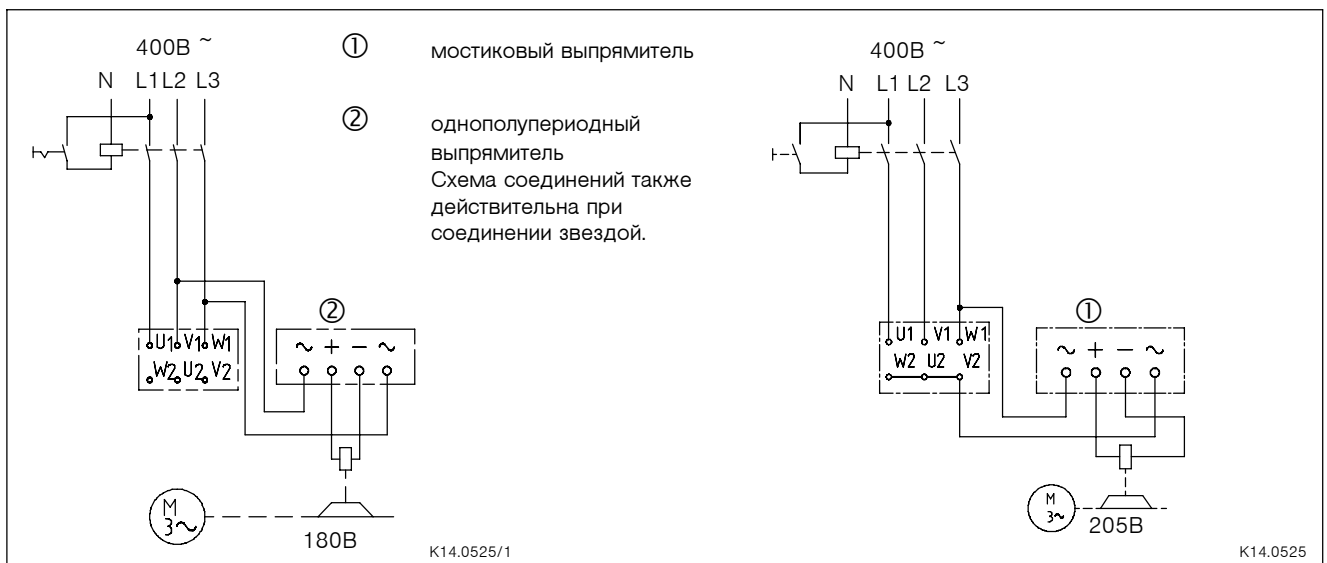 400В ~
N L1L2 L3
U1 V1 W1
W2 U2 V2
②
~ + − ~
M
3~
180В
K14.0525/1
① мостиковый выпрямитель
② однополупериодный
выпрямитель
Схема соединений также
действительна при
соединении звездой.
400В ~
N L1 L2 L3
U1 V1 W1
W2 U2 V2
①
~ + − ~
M
3~
205В
K14.0525